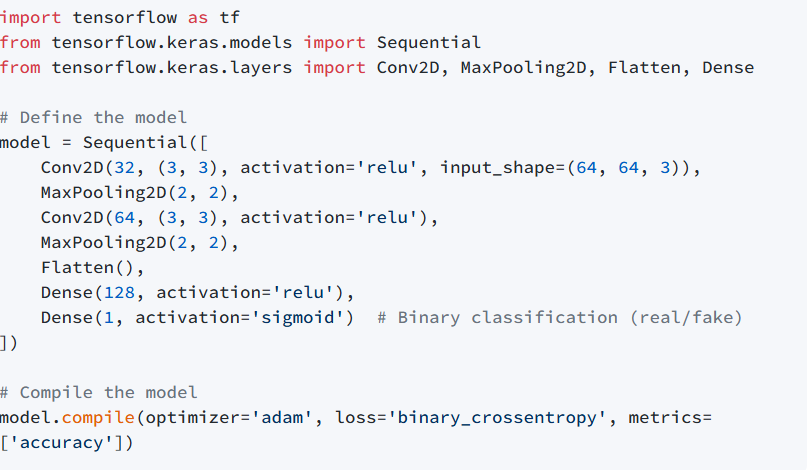 import tensorflow as tf
from tensorflow.keras.models import Sequential
from tensorflow.keras.layers import Conv2D, MaxPooling2D, Flatten, Dense
# Define the model
model = Sequential([
Conv2D(32, (3, 3), activation='relu', input_shape=(64, 64, 3)),
MaxPooling2D(2, 2),
Conv2D(64, (3, 3), activation='relu'),
MaxPooling2D(2, 2),
Flatten(),
Dense(128, activation='relu'),
Dense(1, activation='sigmoid')  # Binary classification (real/fake)
])
# Compile the model
model.compile(optimizer='adam', loss='binary_crossentropy', metrics=
['accuracy'])